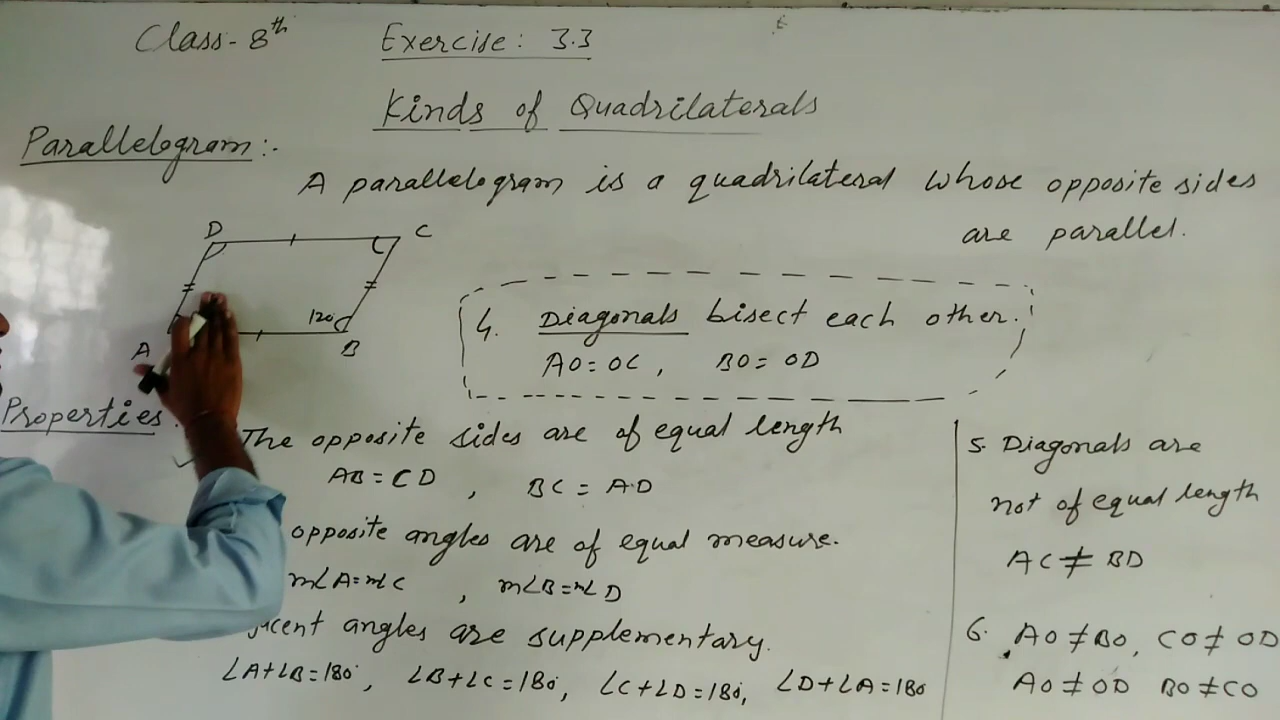 Class- 8th Exercise: 3.3
Kinds of Quadrilaterals
Parallelogram:-
A parallelogram is a quadrilateral whose opposite sides
are parallel.
D C
120
A B
4. Diagonals bisect each other.
AO=OC, BO=OD
Properties
The opposite sides are of equal length
AB=CD, BC=AD
opposite angles are of equal measure.
m∠A=m∠C, m∠B=m∠D
angles are supplementary.
∠A+∠B=180°, ∠B+∠C=180°, ∠C+∠D=180°, ∠D+∠A=180
5. Diagonals are
not of equal length
AC≠BD
6. AO≠BO, CO≠OD
AO≠OD BO≠CO